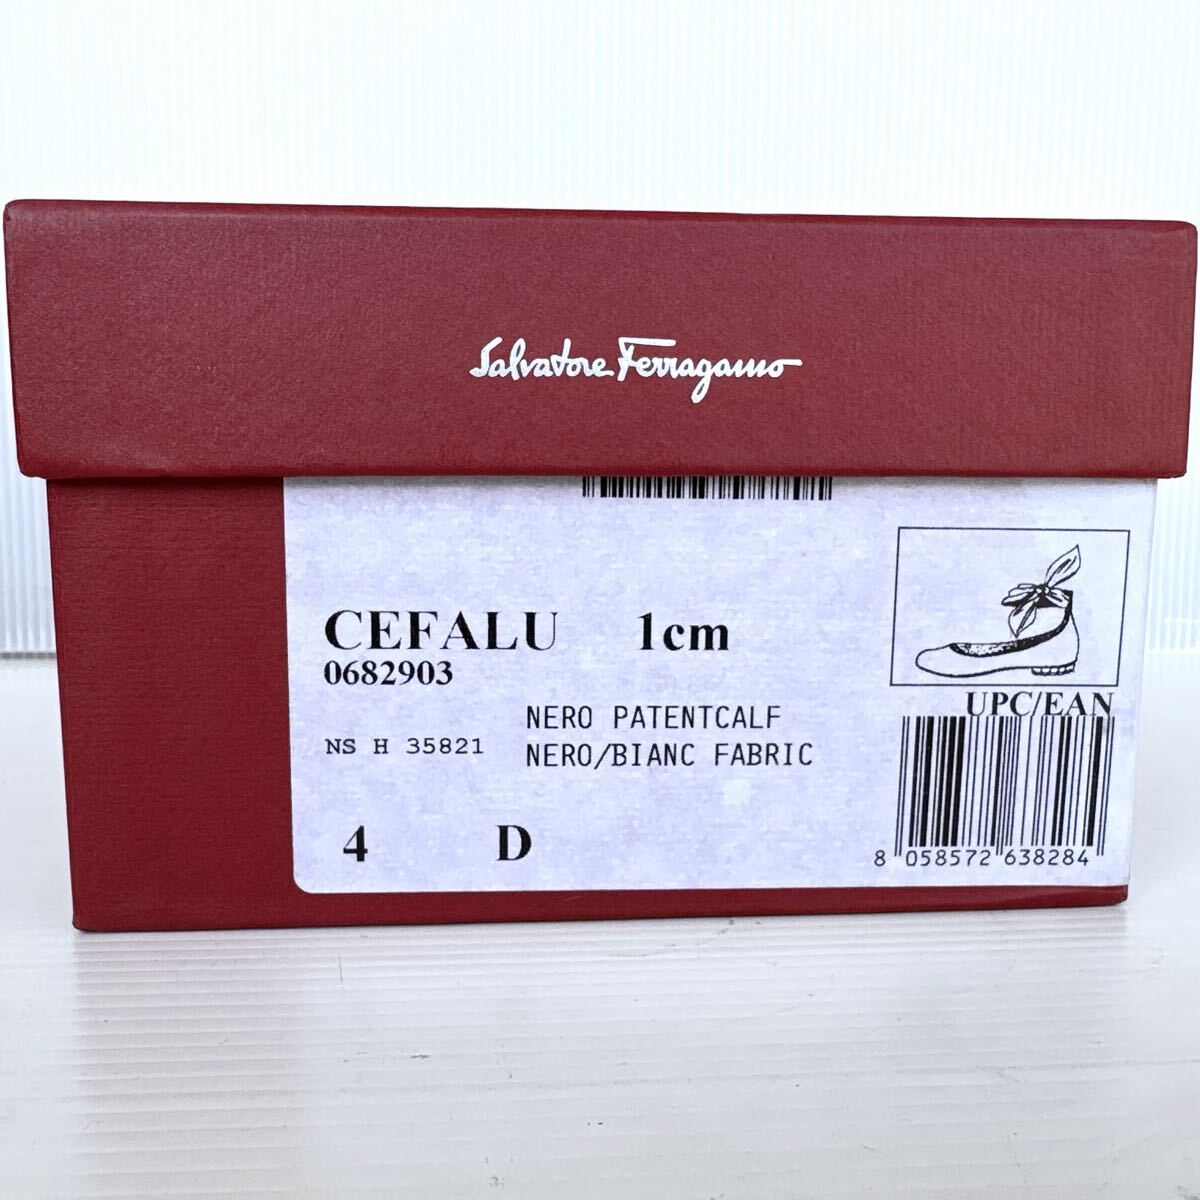 Salvatore Ferragamo
CEFALU 1cm
0682903
UPC/EAN
NERO PATENTCALF
NS H 35821
NERO/BIANC FABRIC
4 D
8 058572 638284